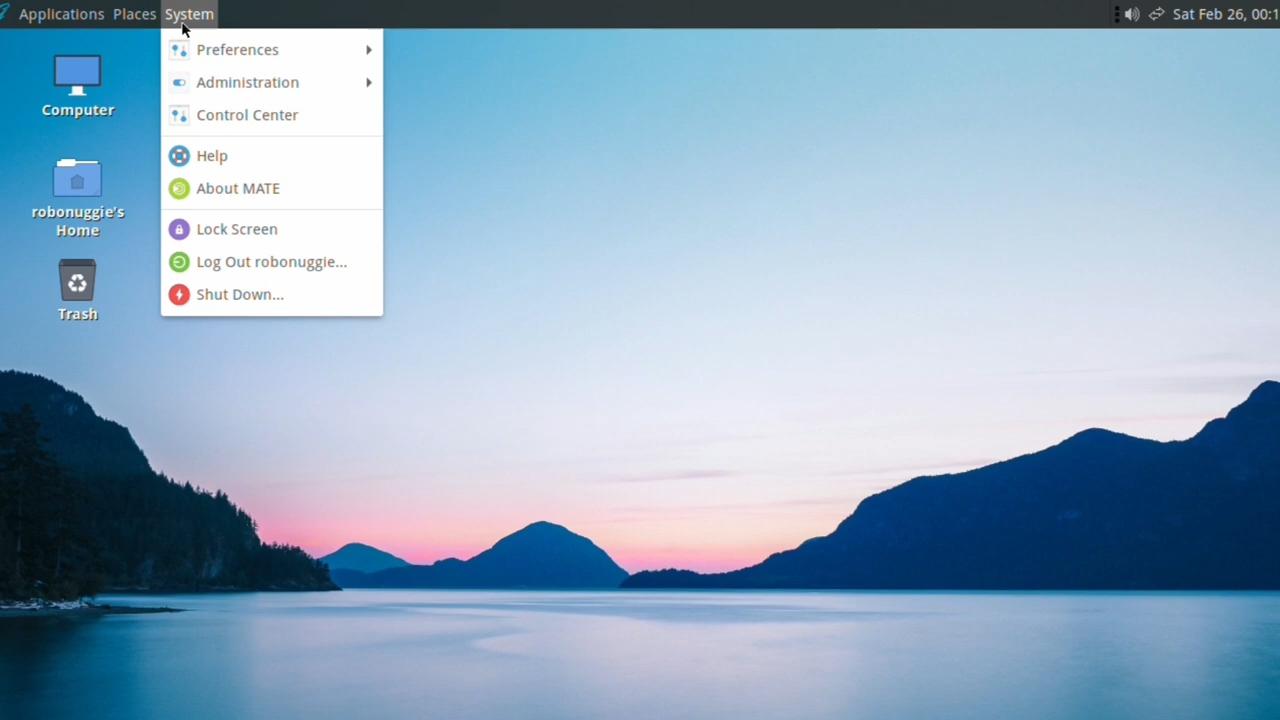 Applications Places System
Sat Feb 26, 00:1
Preferences
Administration
Control Center
Help
About MATE
Lock Screen
Log Out robonuggie...
Shut Down...
Computer
robonuggie's
Home
Trash